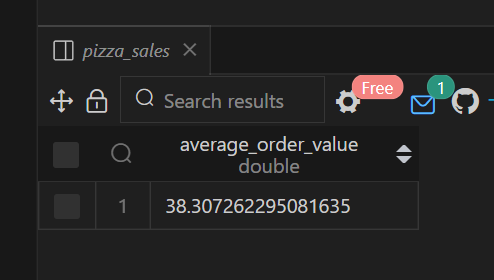 pizza_sales
Search results
Free
1
average_order_value
double
1 38.307262295081635